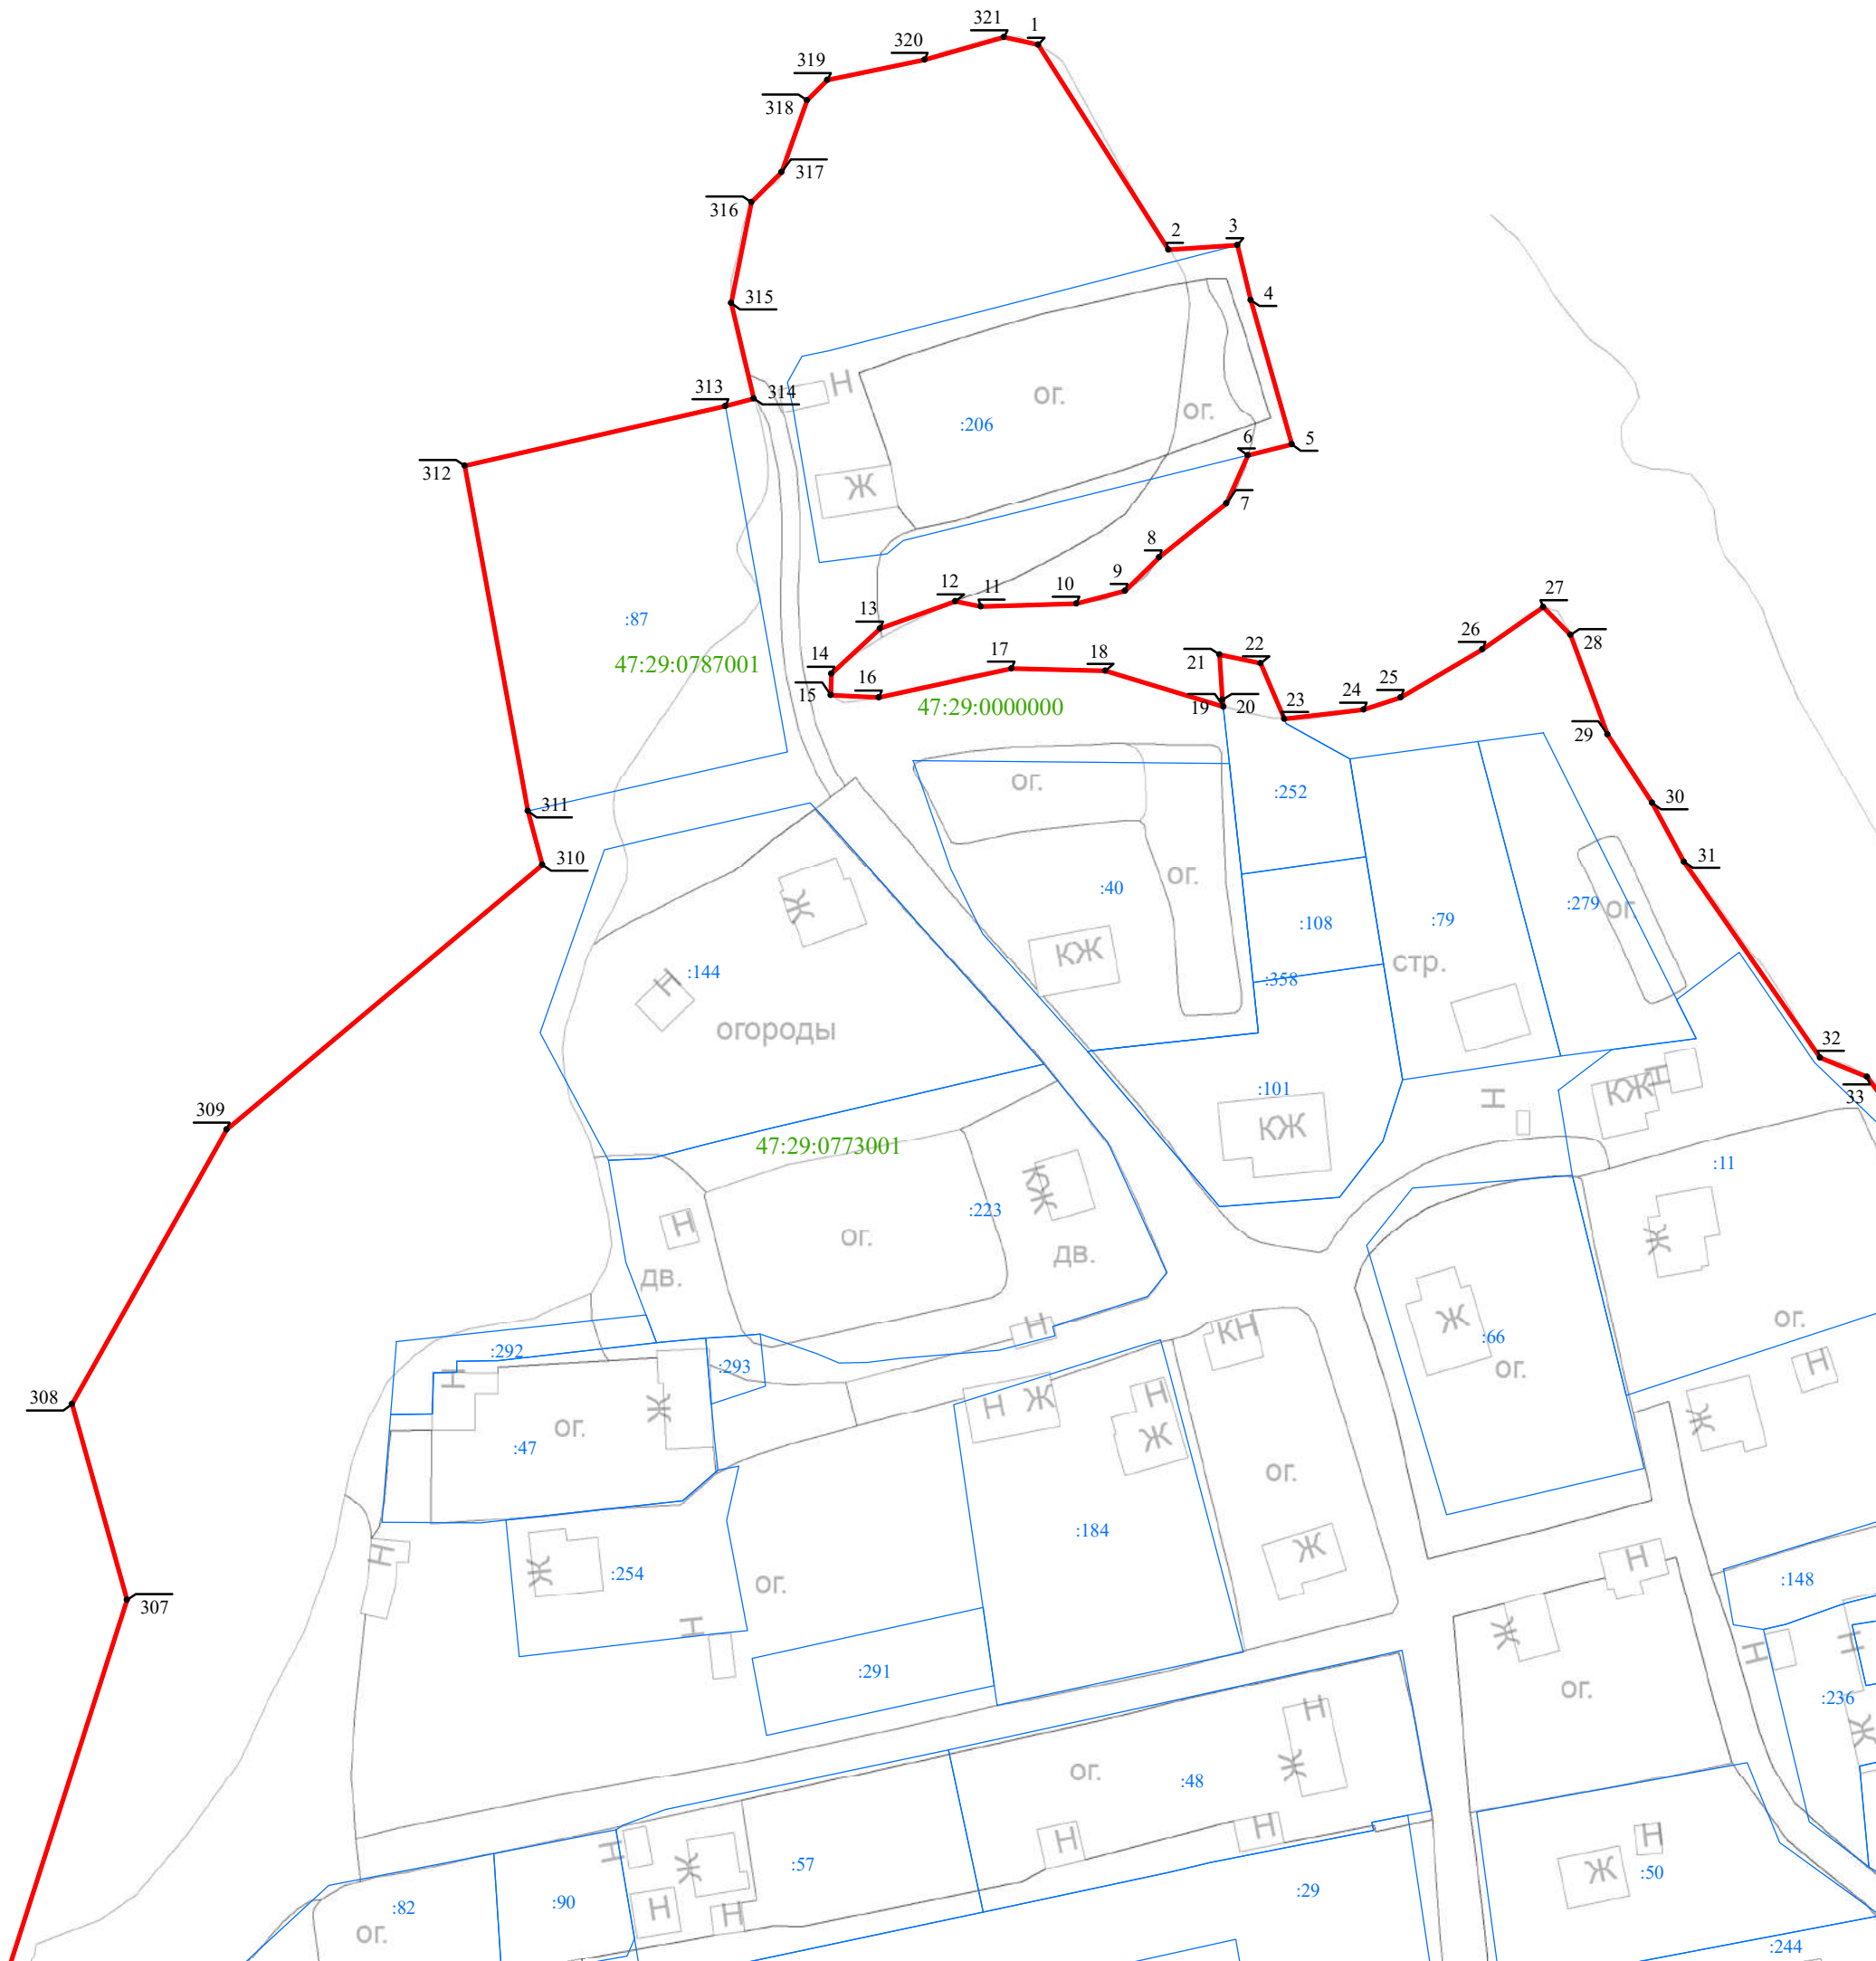 321
1
320
319
318
317
316
2
3
315
4
313
314
Н
ог.
ог.
:206
312
6
5
Ж
7
8
9
12
11
10
27
13
:87
28
26
47:29:0787001
14
17
18
21
22
15
16
25
24
23
19
20
47:29:0000000
29
ог.
:252
311
30
310
31
Ж
ог.
:40
:279
ог.
:108
:79
КЖ
стр.
:144
Н
:358
огороды
32
33
:101
Н
КЖ
Н
309
КЖ
47:29:0773001
:11
КЖ
:223
Н
ог.
дв.
Ж
дв.
ог.
Н
КН
Ж
:66
:292
:293
ог.
Н
308
Н
Ж
Н
Ж
Н
Ж
ог.
:47
Ж
ог.
:184
Н
Ж
:254
ог.
Ж
Н
:148
307
Н
Ж
Н
Н
:291
ог.
:236
Н
Ж
ог.
:48
Ж
Н
Н
Н
Н
Ж
:57
Ж
:50
:82
:90
Н
Н
:29
ог.
:244